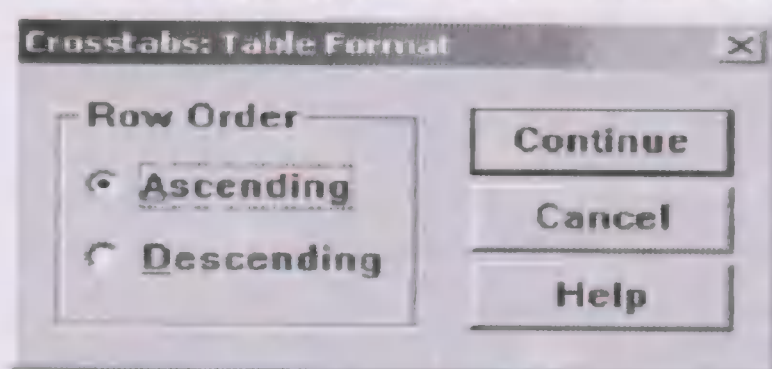 Crosstabs: Table Format
Row Order
Ascending
Descending
Continue
Cancel
Help